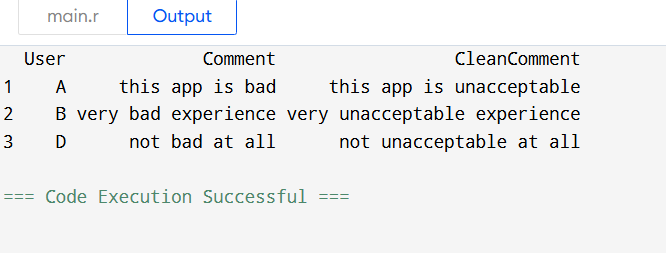 main.r Output
User Comment CleanComment
1 A this app is bad this app is unacceptable
2 B very bad experience very unacceptable experience
3 D not bad at all not unacceptable at all
=== Code Execution Successful ===